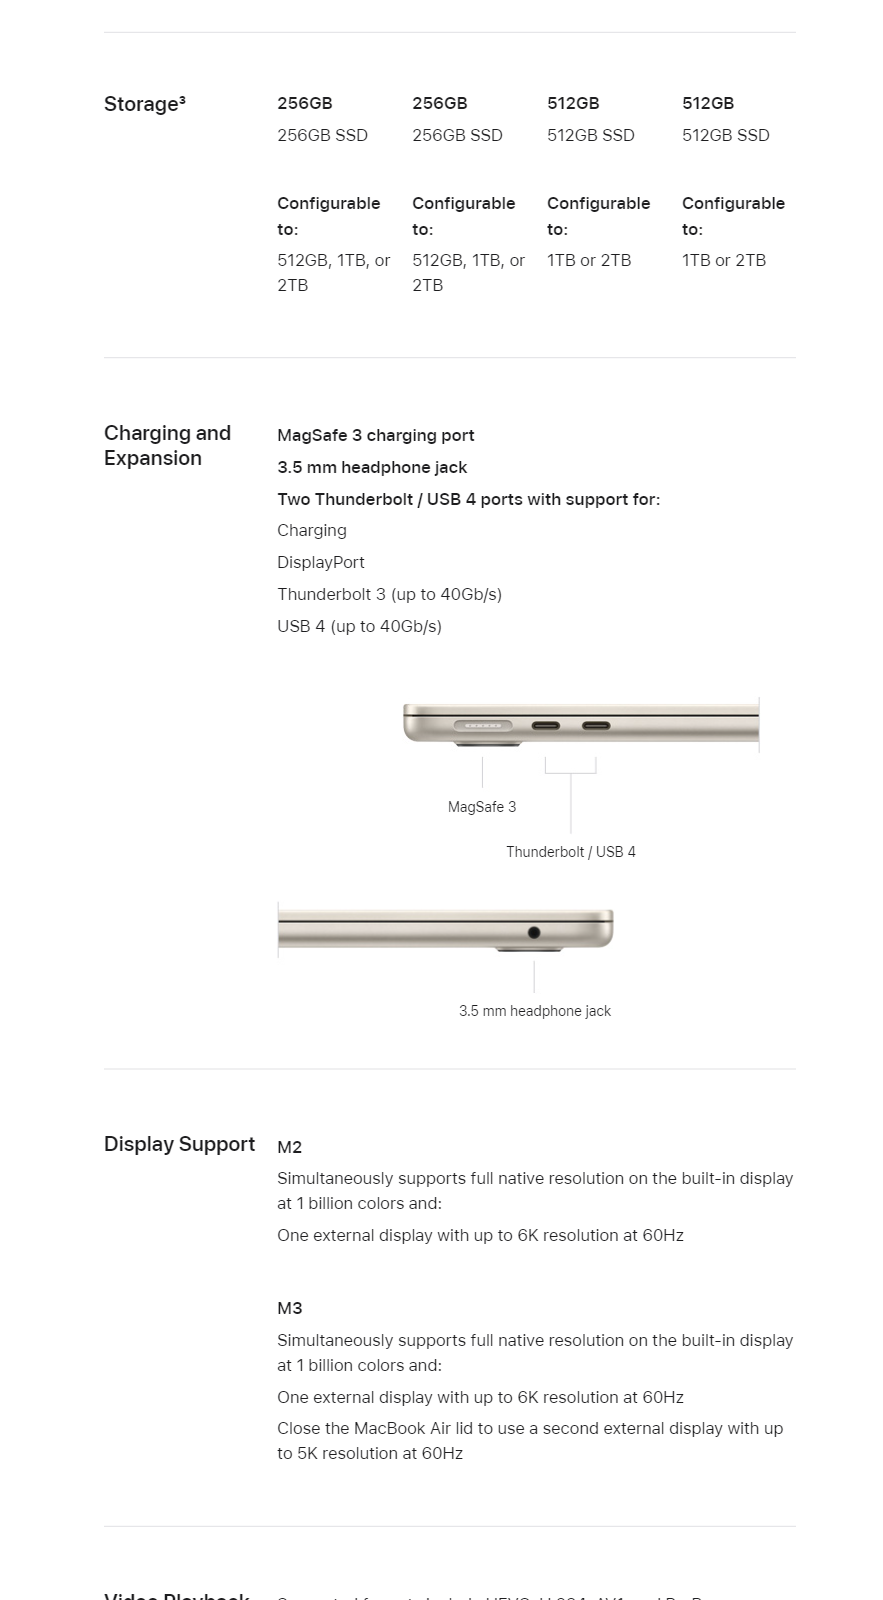 Storage³
256GB 256GB 512GB 512GB
256GB SSD 256GB SSD 512GB SSD 512GB SSD
Configurable Configurable Configurable Configurable
to: to: to: to:
512GB, 1TB, or 512GB, 1TB, or 1TB or 2TB 1TB or 2TB
2TB 2TB
Charging and
Expansion
MagSafe 3 charging port
3.5 mm headphone jack
Two Thunderbolt / USB 4 ports with support for:
Charging
DisplayPort
Thunderbolt 3 (up to 40Gb/s)
USB 4 (up to 40Gb/s)
MagSafe 3
Thunderbolt / USB 4
3.5 mm headphone jack
Display Support
M2
Simultaneously supports full native resolution on the built-in display
at 1 billion colors and:
One external display with up to 6K resolution at 60Hz
M3
Simultaneously supports full native resolution on the built-in display
at 1 billion colors and:
One external display with up to 6K resolution at 60Hz
Close the MacBook Air lid to use a second external display with up
to 5K resolution at 60Hz
Video Playback